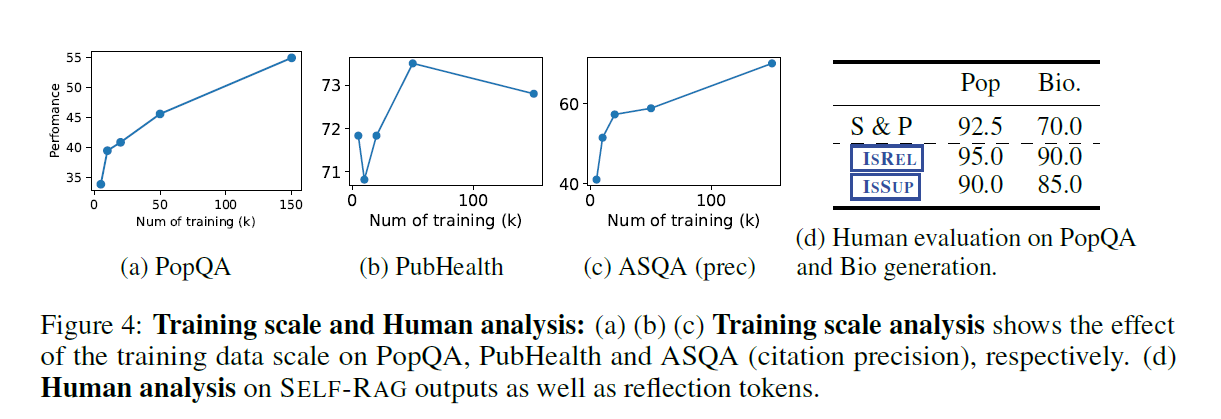 55
50
45
40
35
Perfomance
0
50
100
150
Num of training (k)
(a) PopQA
73
72
71
0
100
Num of training (k)
(b) PubHealth
60
40
0
100
Num of training (k)
(c) ASQA (prec)
Pop Bio.
S & P 92.5 70.0
ISREL 95.0 90.0
ISSUP 90.0 85.0
(d) Human evaluation on PopQA
and Bio generation.
Figure 4: Training scale and Human analysis: (a) (b) (c) Training scale analysis shows the effect
of the training data scale on PopQA, PubHealth and ASQA (citation precision), respectively. (d)
Human analysis on SELF-RAG outputs as well as reflection tokens.